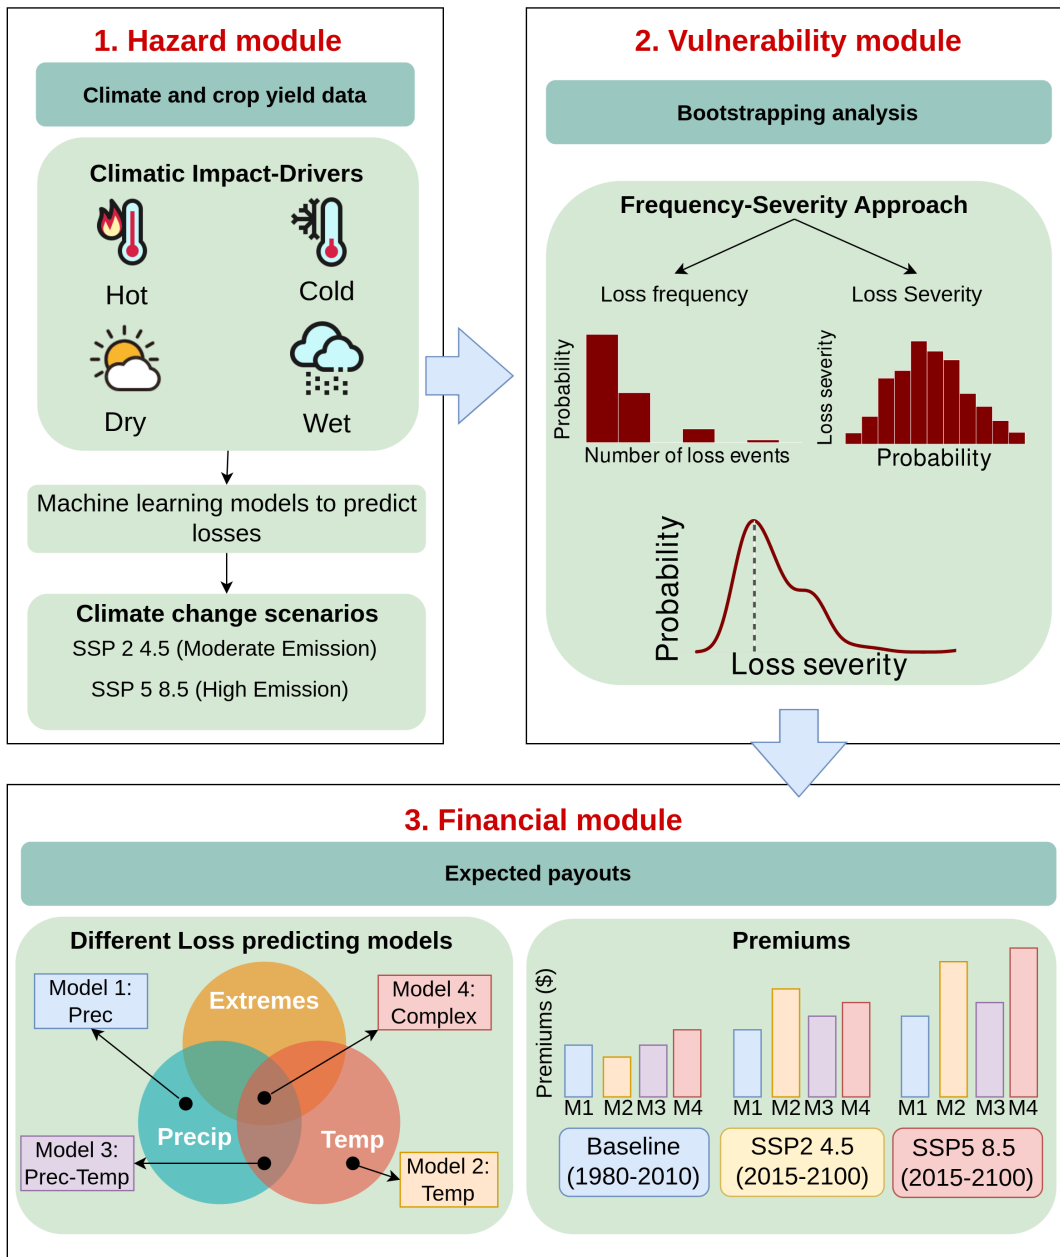 1. Hazard module
Climate and crop yield data
Climatic Impact-Drivers
Hot
Cold
Dry
Wet
Machine learning models to predict
losses
Climate change scenarios
SSP 2 4.5 (Moderate Emission)
SSP 5 8.5 (High Emission)
2. Vulnerability module
Bootstrapping analysis
Frequency-Severity Approach
Loss frequency
Loss Severity
Probability
Number of loss events
Loss severity
Probability
Probability
Loss severity
3. Financial module
Expected payouts
Different Loss predicting models
Model 1:
Prec
Extremes
Model 4:
Complex
Precip
Temp
Model 3:
Prec-Temp
Model 2:
Temp
Premiums
Premiums ($)
M1 M2 M3 M4
M1 M2 M3 M4
M1 M2 M3 M4
Baseline
(1980-2010)
SSP2 4.5
(2015-2100)
SSP5 8.5
(2015-2100)